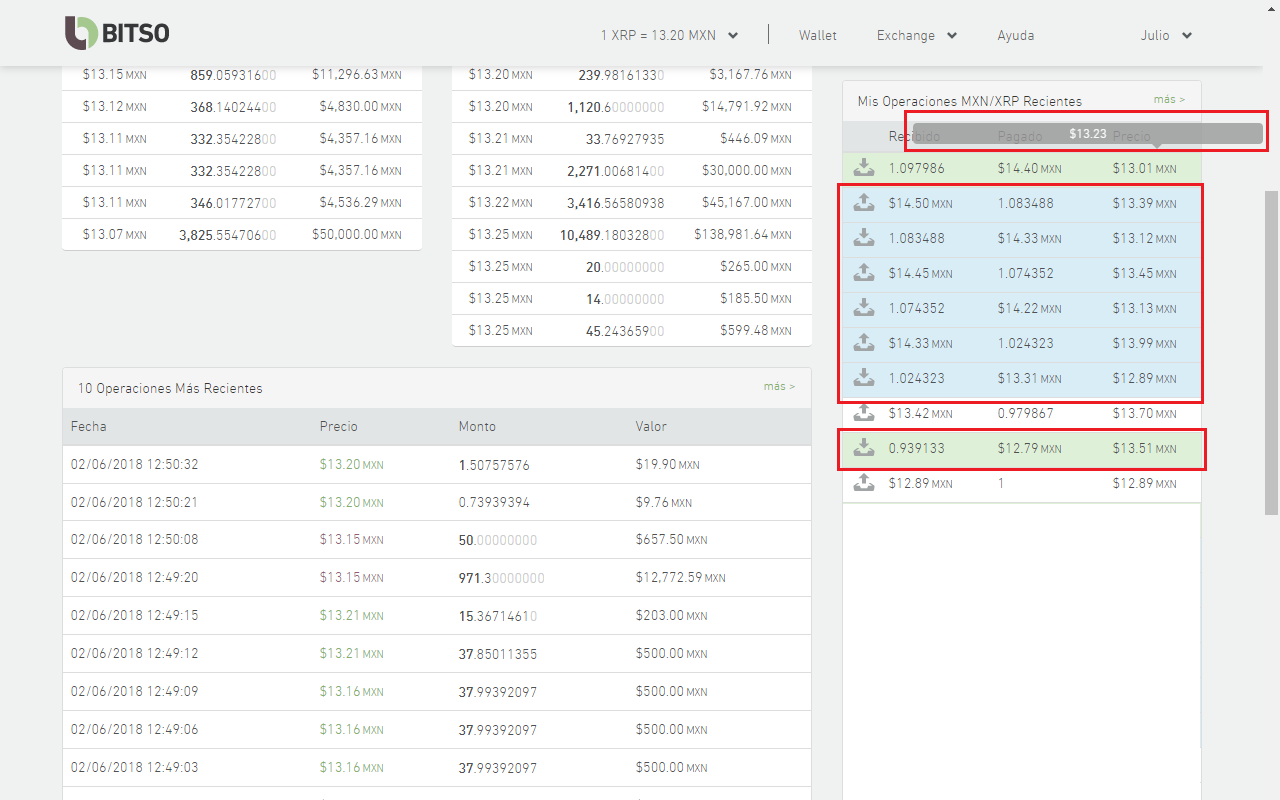 BITSO
1 XRP = 13.20 MXN
Wallet
Exchange
Ayuda
Julio
$13.15 MXN 859.05931600 $11,296.63 MXN
$13.12 MXN 368.14024400 $4,830.00 MXN
$13.11 MXN 332.35422800 $4,357.16 MXN
$13.11 MXN 332.35422800 $4,357.16 MXN
$13.11 MXN 346.01772700 $4,536.29 MXN
$13.07 MXN 3,825.55470600 $50,000.00 MXN
$13.20 MXN 239.98161330 $3,167.76 MXN
$13.20 MXN 1,120.60000000 $14,791.92 MXN
$13.21 MXN 33.76927935 $446.09 MXN
$13.21 MXN 2,271.00681400 $30,000.00 MXN
$13.22 MXN 3,416.56580938 $45,167.00 MXN
$13.25 MXN 10,489.18032800 $138,981.64 MXN
$13.25 MXN 20.00000000 $265.00 MXN
$13.25 MXN 14.00000000 $185.50 MXN
$13.25 MXN 45.24365900 $599.48 MXN
10 Operaciones Más Recientes más >
Fecha Precio Monto Valor
02/06/2018 12:50:32 $13.20 MXN 1.50757576 $19.90 MXN
02/06/2018 12:50:21 $13.20 MXN 0.73939394 $9.76 MXN
02/06/2018 12:50:08 $13.15 MXN 50.00000000 $657.50 MXN
02/06/2018 12:49:20 $13.15 MXN 971.30000000 $12,772.59 MXN
02/06/2018 12:49:15 $13.21 MXN 15.36714610 $203.00 MXN
02/06/2018 12:49:12 $13.21 MXN 37.85011355 $500.00 MXN
02/06/2018 12:49:09 $13.16 MXN 37.99392097 $500.00 MXN
02/06/2018 12:49:06 $13.16 MXN 37.99392097 $500.00 MXN
02/06/2018 12:49:03 $13.16 MXN 37.99392097 $500.00 MXN
Mis Operaciones MXN/XRP Recientes más >
Recibido Pagado $13.23 Precio
1.097986 $14.40 MXN $13.01 MXN
$14.50 MXN 1.083488 $13.39 MXN
1.083488 $14.33 MXN $13.12 MXN
$14.45 MXN 1.074352 $13.45 MXN
1.074352 $14.22 MXN $13.13 MXN
$14.33 MXN 1.024323 $13.99 MXN
1.024323 $13.31 MXN $12.89 MXN
$13.42 MXN 0.979867 $13.70 MXN
0.939133 $12.79 MXN $13.51 MXN
$12.89 MXN 1 $12.89 MXN